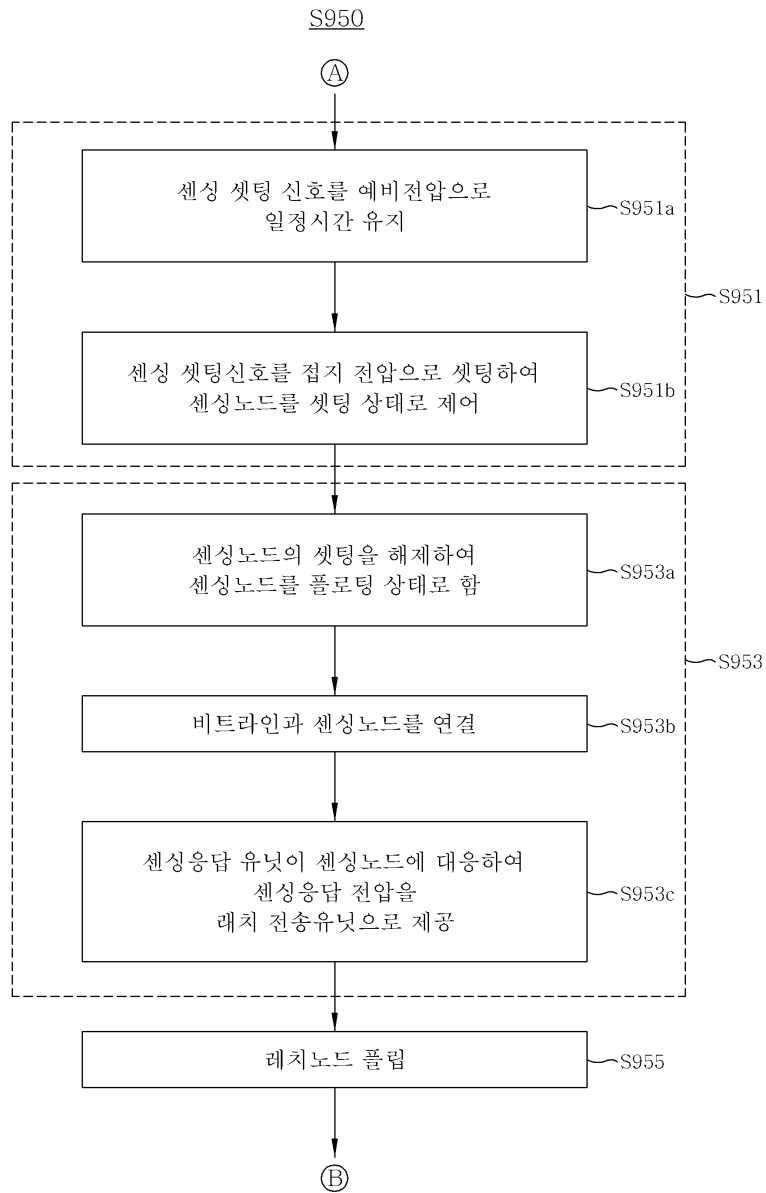 S950
A
센싱 셋팅 신호를 예비전압으로
일정시간 유지
S951a
S951
센싱 셋팅신호를 접지 전압으로 셋팅하여
센싱노드를 셋팅 상태로 제어
S951b
센싱노드의 셋팅을 해제하여
센싱노드를 플로팅 상태로 함
S953a
S953
비트라인과 센싱노드를 연결
S953b
센싱응답 유닛이 센싱노드에 대응하여
센싱응답 전압을
래치 전송유닛으로 제공
S953c
레치노드 플립
S955
B